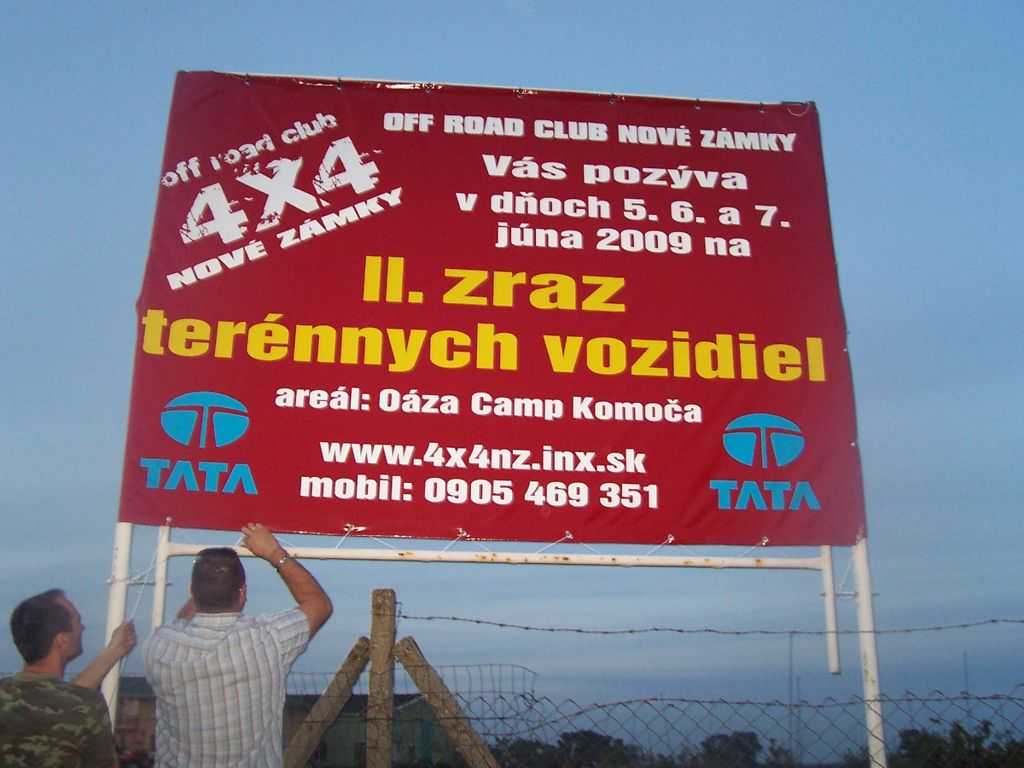 off road club
4x4
NOVÉ ZÁMKY
OFF ROAD CLUB NOVÉ ZÁMKY
Vás pozýva
v dňoch 5. 6. a 7.
júna 2009 na
II. zraz
terénnych vozidiel
areál: Oáza Camp Komoča
www.4x4nz.inx.sk
mobil: 0905 469 351
TATA
TATA